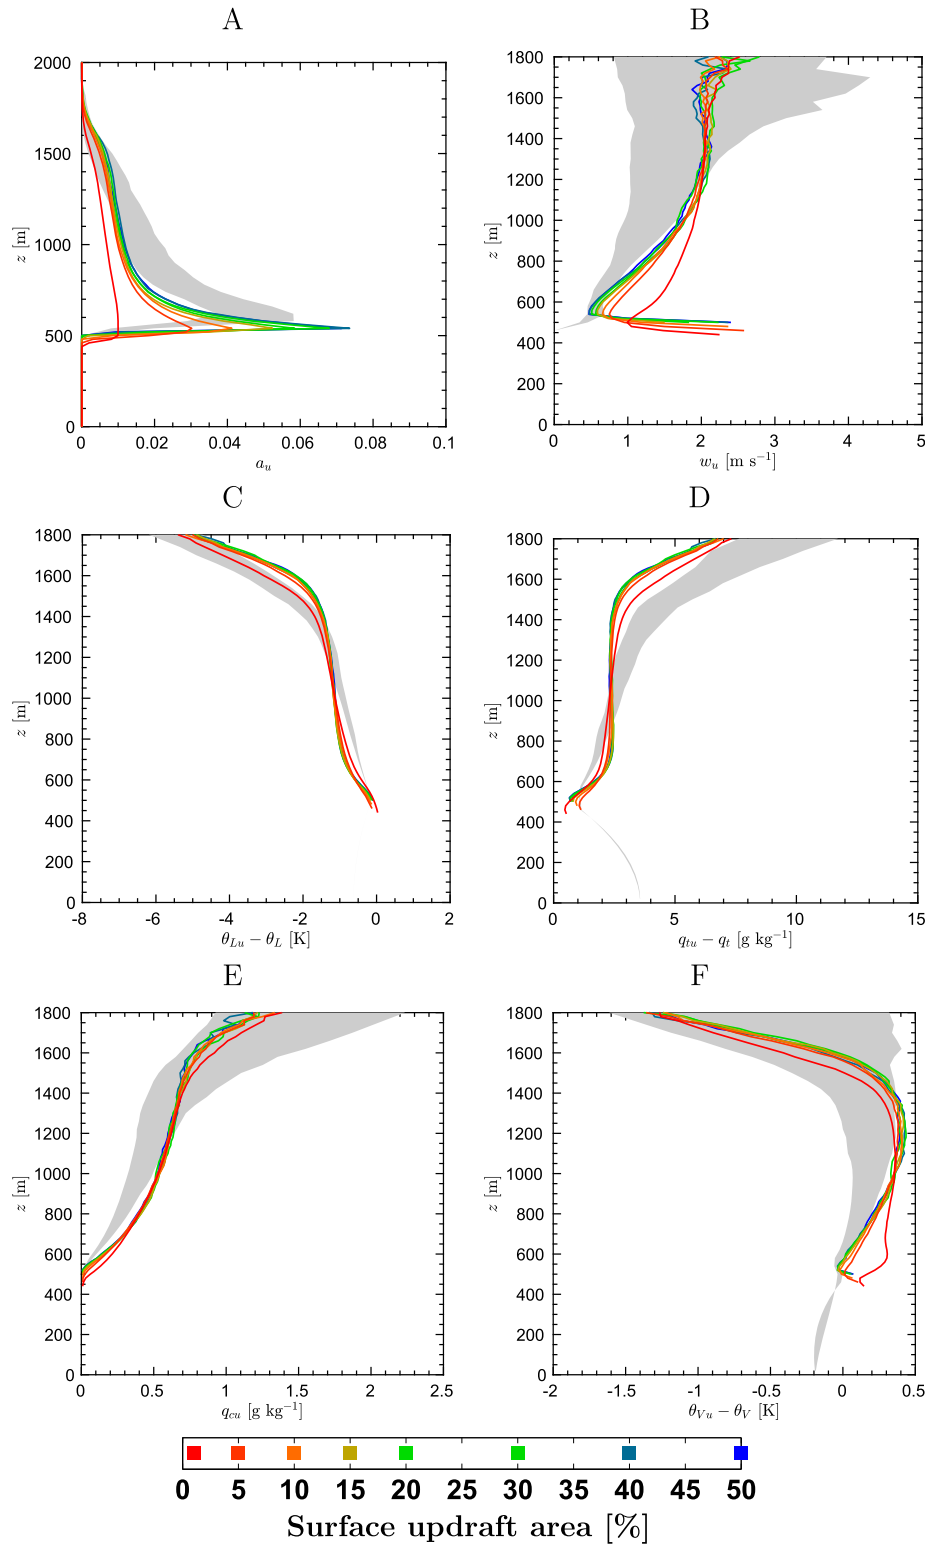 A
B
2000
1500
1000
500
0
z [m]
0 0.02 0.04 0.06 0.08 0.1
a_u
1800
1600
1400
1200
1000
800
600
400
200
0
z [m]
0 1 2 3 4 5
w_u [m s⁻¹]
C
D
1800
1600
1400
1200
1000
800
600
400
200
0
z [m]
-8 -6 -4 -2 0 2
θ_Lu − θ_L [K]
1800
1600
1400
1200
1000
800
600
400
200
0
z [m]
0 5 10 15
q_tu − q_t [g kg⁻¹]
E
F
1800
1600
1400
1200
1000
800
600
400
200
0
z [m]
0 0.5 1 1.5 2 2.5
q_cu [g kg⁻¹]
1800
1600
1400
1200
1000
800
600
400
200
0
z [m]
-2 -1.5 -1 -0.5 0 0.5
θ_Vu − θ_V [K]
0 5 10 15 20 25 30 35 40 45 50
Surface updraft area [%]